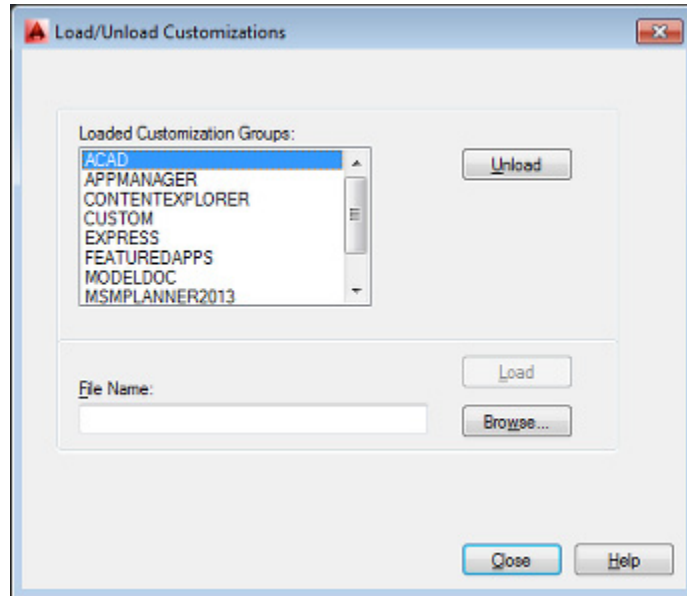 Load/Unload Customizations
Loaded Customization Groups:
ACAD
APPMANAGER
CONTENTEXPLORER
CUSTOM
EXPRESS
FEATUREDAPPS
MODELDOC
MSMPLANNER2013
Unload
Load
File Name:
Browse...
Close
Help